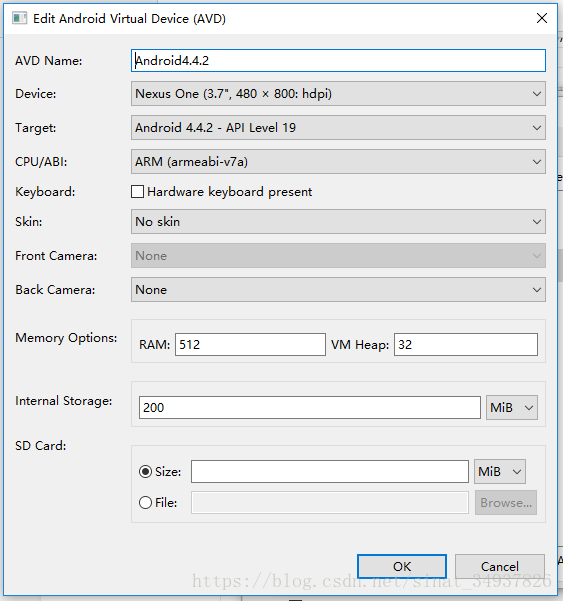 Edit Android Virtual Device (AVD)
AVD Name: Android4.4.2
Device: Nexus One (3.7", 480 × 800: hdpi)
Target: Android 4.4.2 - API Level 19
CPU/ABI: ARM (armeabi-v7a)
Keyboard: Hardware keyboard present
Skin: No skin
Front Camera: None
Back Camera: None
Memory Options: RAM: 512 VM Heap: 32
Internal Storage: 200 MiB
SD Card:
Size: MiB
File: Browse...
OK Cancel
https://blog.csdn.net/sinat_34937826